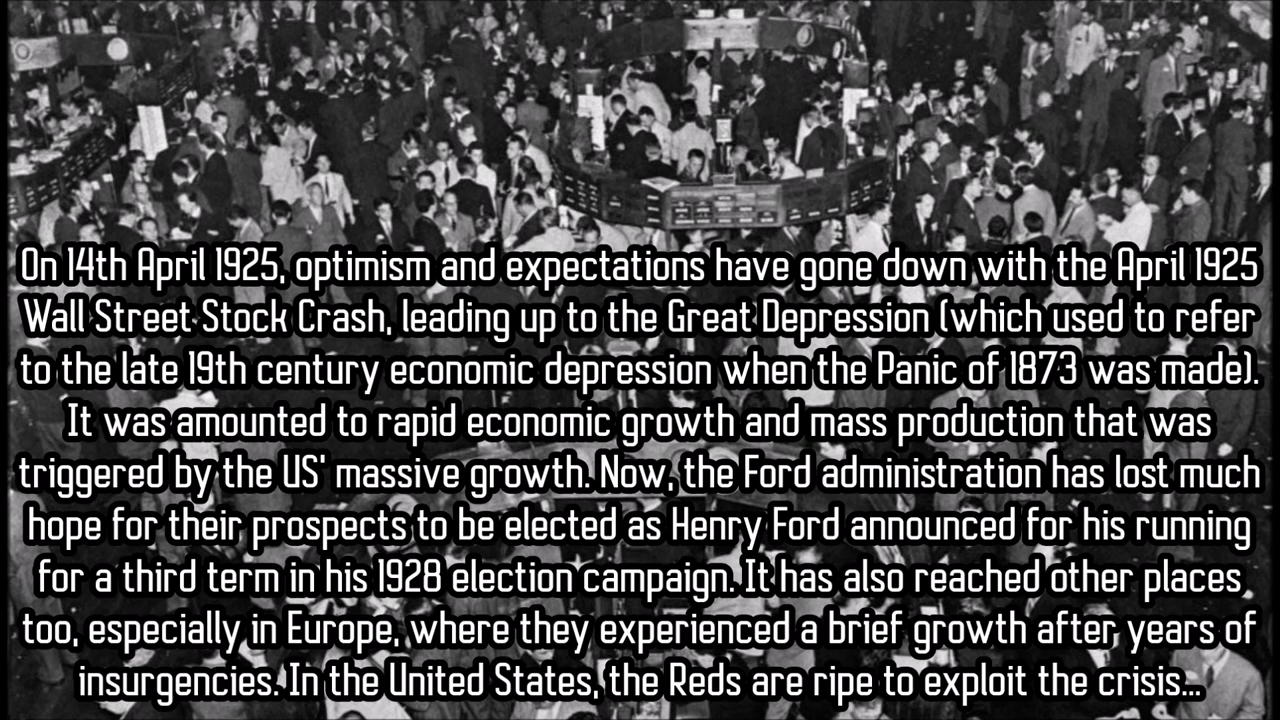 On 14th April 1925, optimism and expectations have gone down with the April 1925
Wall Street Stock Crash, leading up to the Great Depression (which used to refer
to the late 19th century economic depression when the Panic of 1873 was made).
It was amounted to rapid economic growth and mass production that was
triggered by the US' massive growth. Now, the Ford administration has lost much
hope for their prospects to be elected as Henry Ford announced for his running
for a third term in his 1928 election campaign. It has also reached other places
too, especially in Europe, where they experienced a brief growth after years of
insurgencies. In the United States, the Reds are ripe to exploit the crisis...